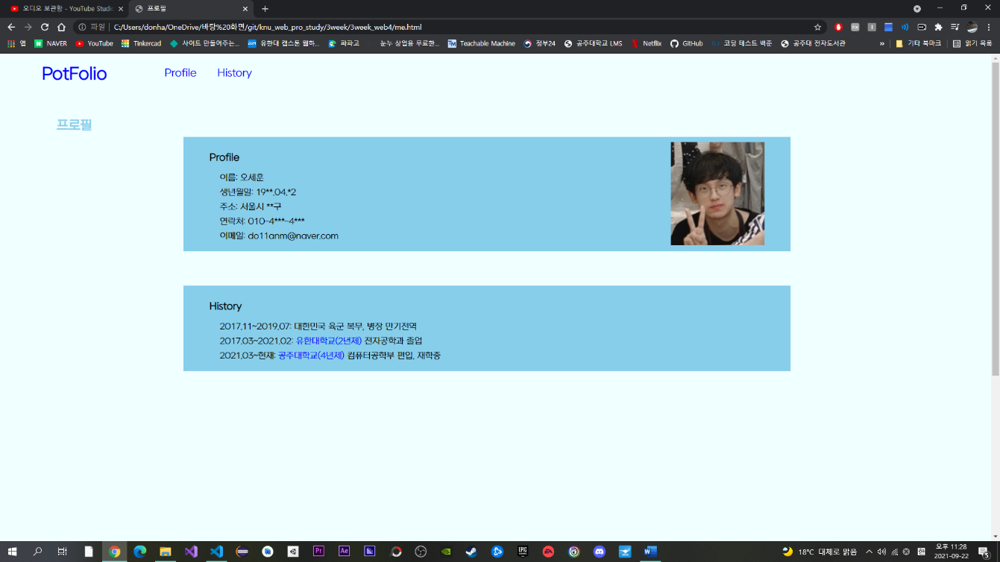 오디오 보관함 - YouTube Studio
프로필
파일
C:/Users/donha/OneDrive/바탕%20화면/git/knu_web_pro_study/3week/3week_web4/me.html
앱 NAVER YouTube Tinkercad 사이트 만들어주는... 유한대 캡스톤 웹하... 파파고 눈누 상업용 무료한... Teachable Machine 정부24 공주대학교 LMS Netflix GitHub 코딩 테스트 백준 공주대 전자도서관 » 기타 북마크 읽기 목록
PotFolio Profile History
프로필
Profile
이름: 오세훈
생년월일: 19**.04.*2
주소: 서울시 **구
연락처: 010-4***-4***
이메일: do11anm@naver.com
History
2017.11~2019.07: 대한민국 육군 복무, 병장 만기전역
2017.03~2021.02: 유한대학교(2년제) 전자공학과 졸업
2021.03~현재: 공주대학교(4년제) 컴퓨터공학부 편입, 재학중
18°C 대체로 맑음
오후 11:28
2021-09-22